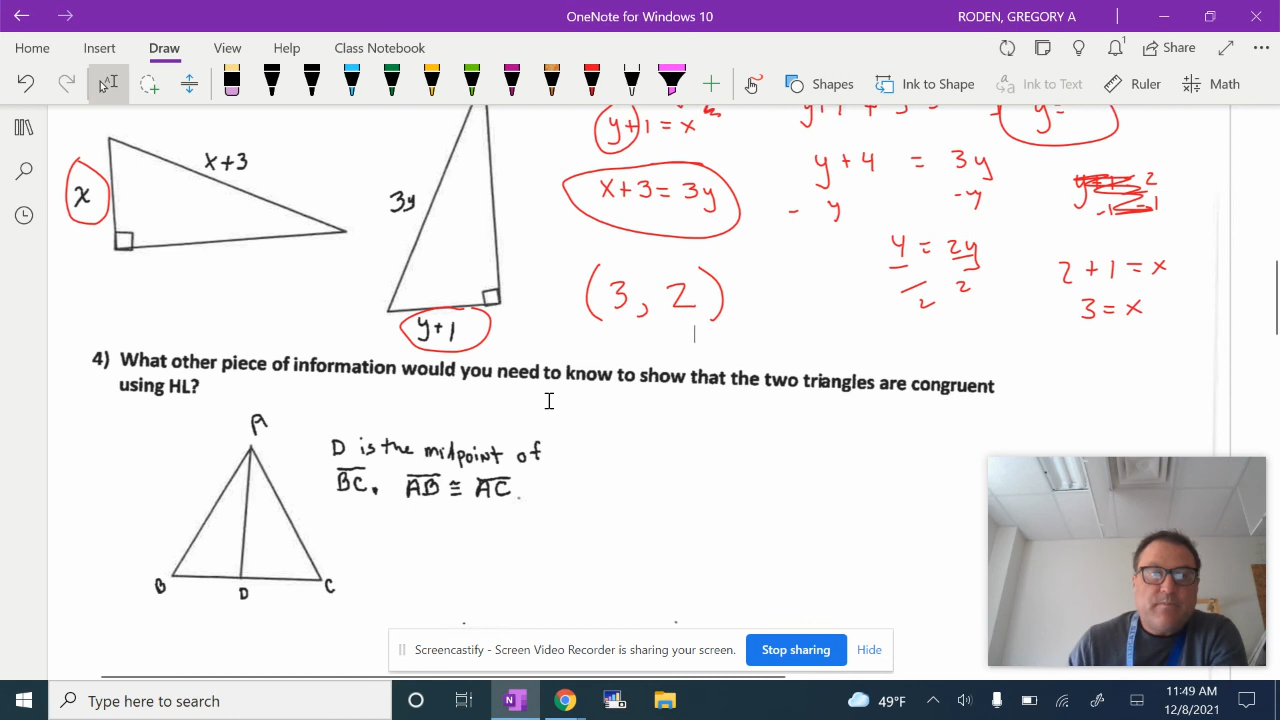 OneNote for Windows 10
RODEN, GREGORY A
Home Insert Draw View Help Class Notebook
Share
Shapes
Ink to Shape
Ink to Text
Ruler
Math
x
x+3
3y
y+1
y+1=x
x+3=3y
(3, 2)
y+4 = 3y
- y -y
4 = 2y
2 2
y=
2
-1 -1
2+1=x
3=x
4) What other piece of information would you need to know to show that the two triangles are congruent
using HL?
A
B
D
C
D is the midpoint of
BC. AB ≅ AC.
Screencastify - Screen Video Recorder is sharing your screen.
Stop sharing
Hide
Type here to search
49°F
11:49 AM
12/8/2021